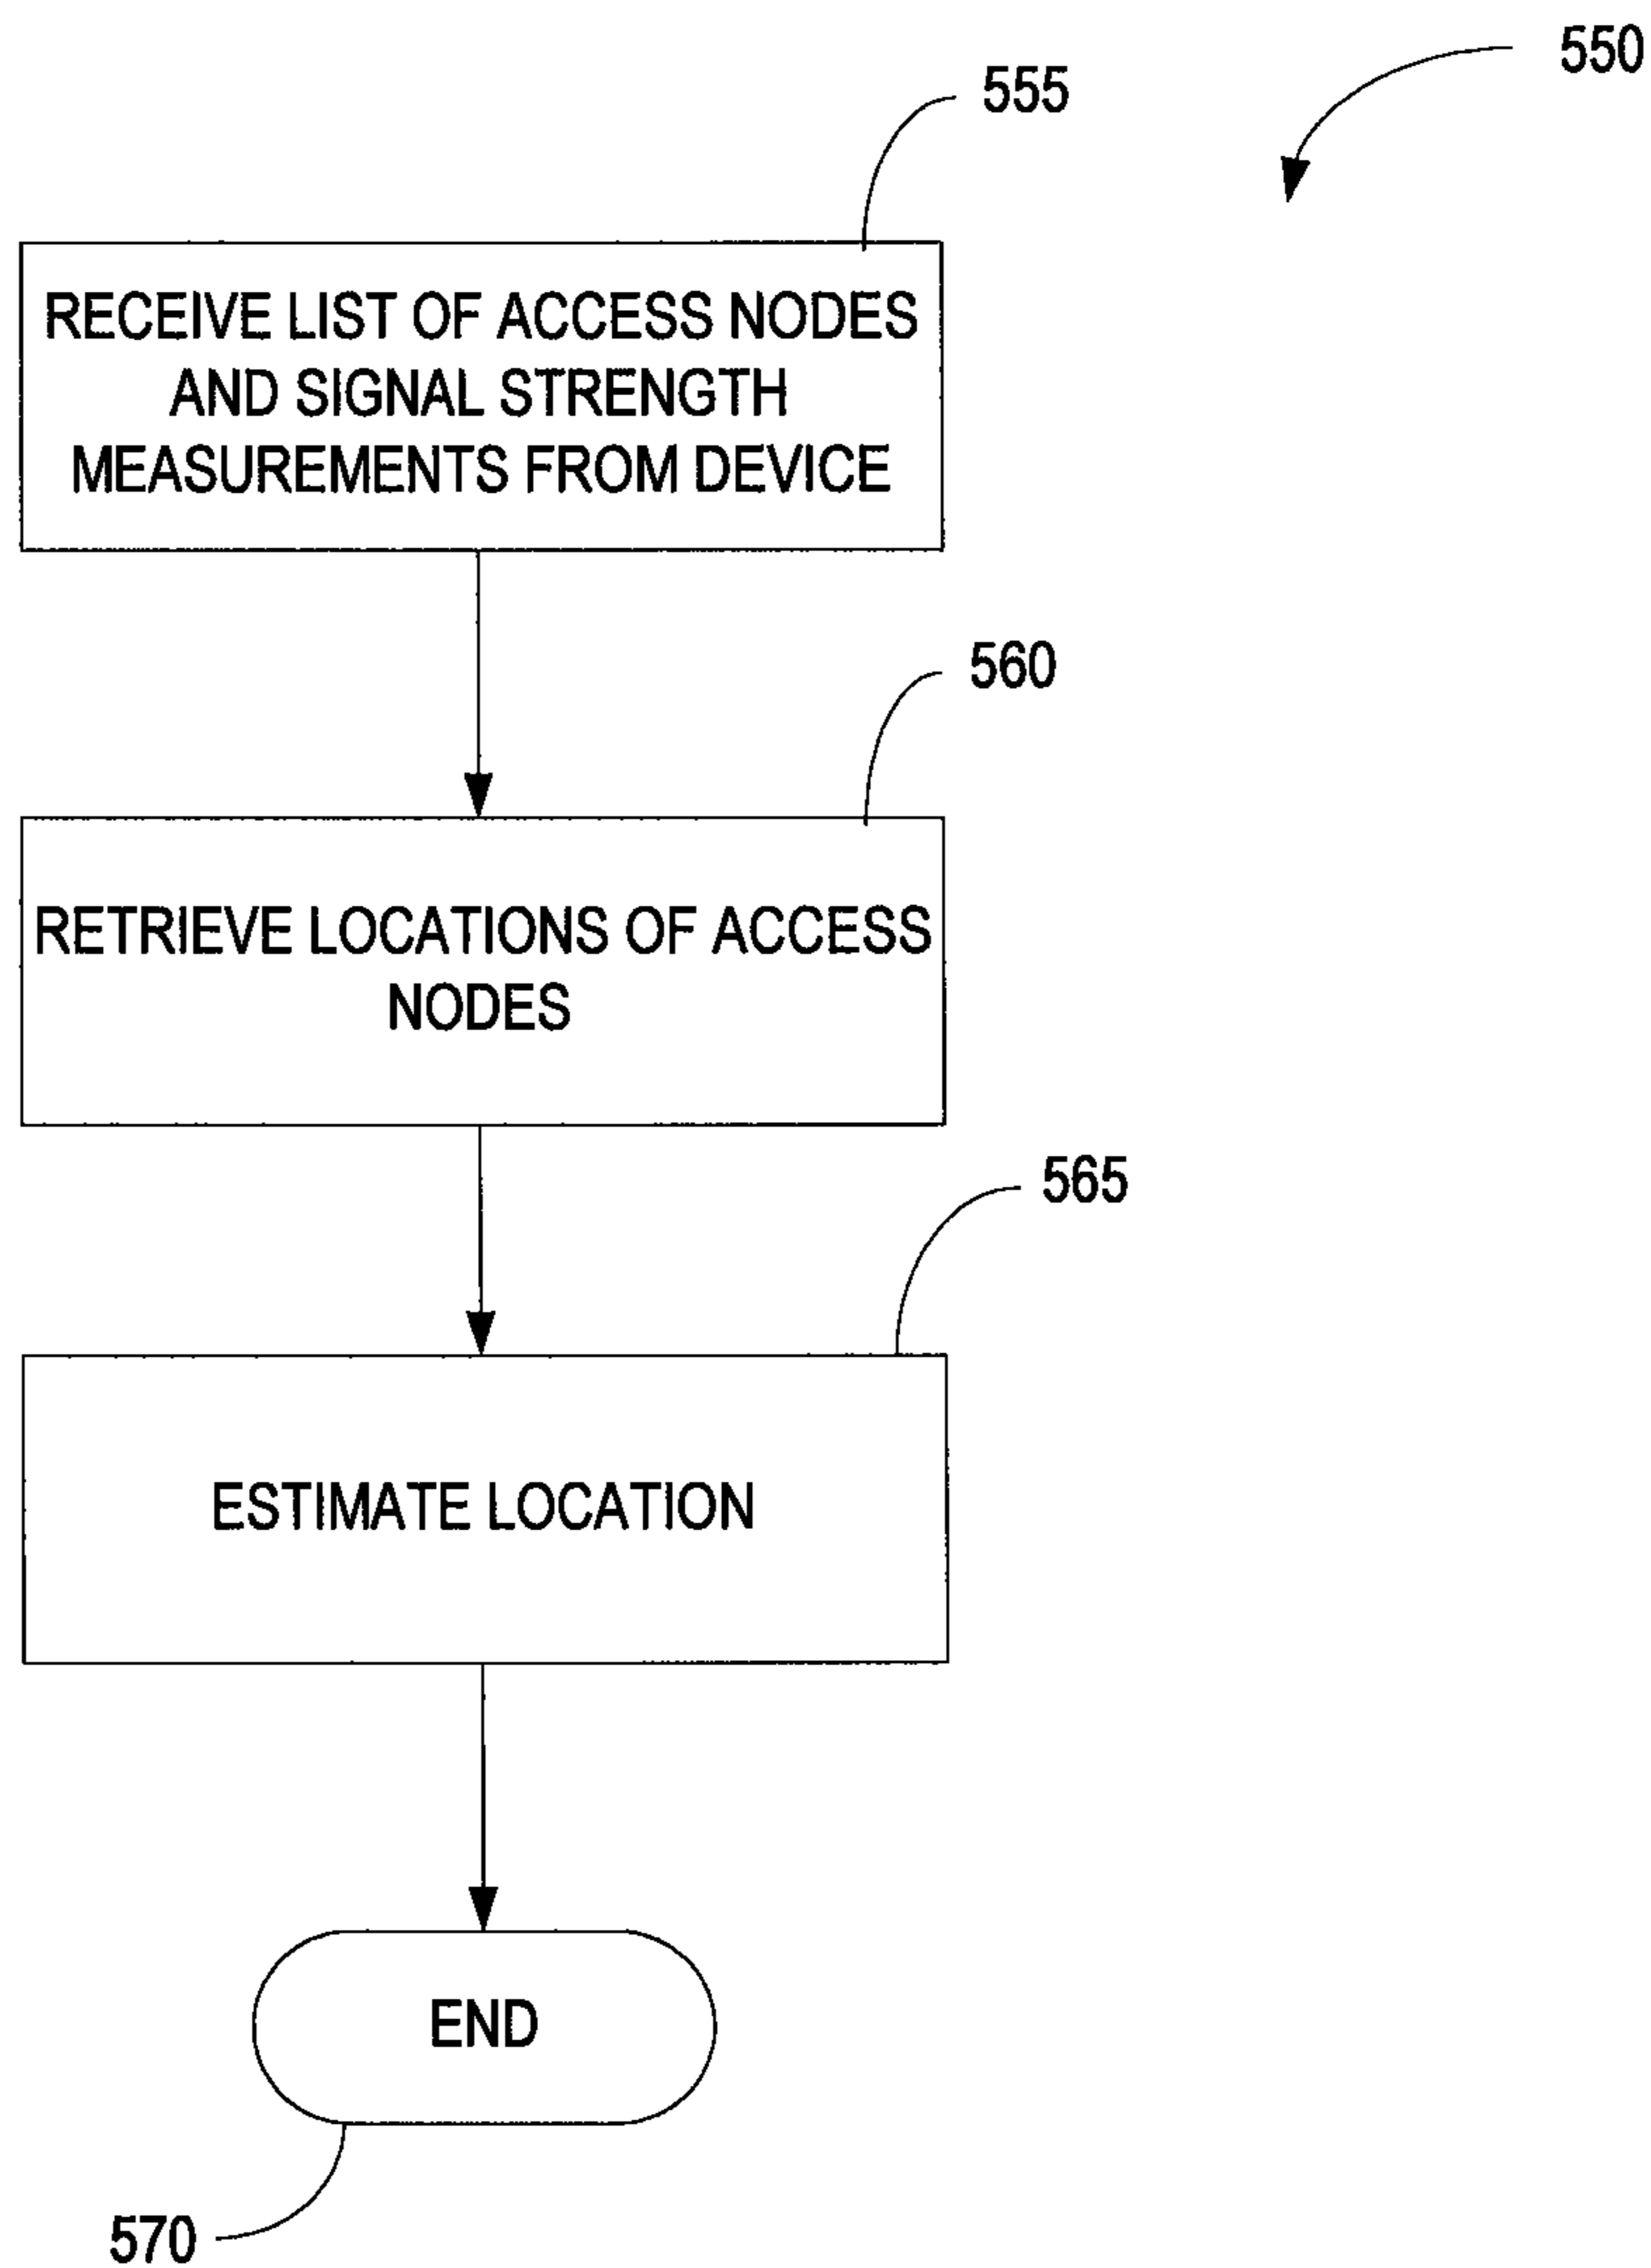 550
555
RECEIVE LIST OF ACCESS NODES
AND SIGNAL STRENGTH
MEASUREMENTS FROM DEVICE
560
RETRIEVE LOCATIONS OF ACCESS
NODES
565
ESTIMATE LOCATION
END
570